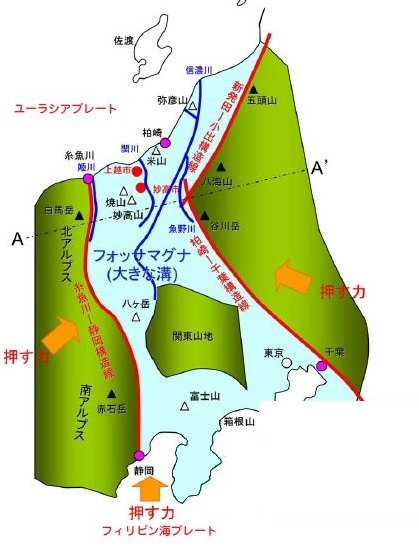 佐渡
信濃川
ユーラシアプレート
弥彦山
五頭山
新発田ー小出構造線
柏崎
関川
米山
糸魚川
姫川
上越市
妙高市
八海山
A'
焼山
妙高山
白馬岳
谷川岳
A
魚野川
北アルプス
フォッサマグナ
(大きな溝)
柏崎ー千葉構造線
糸魚川ー静岡構造線
八ヶ岳
押す力
関東山地
東京
千葉
押す力
南アルプス
赤石岳
富士山
箱根山
静岡
押す力
フィリピン海プレート